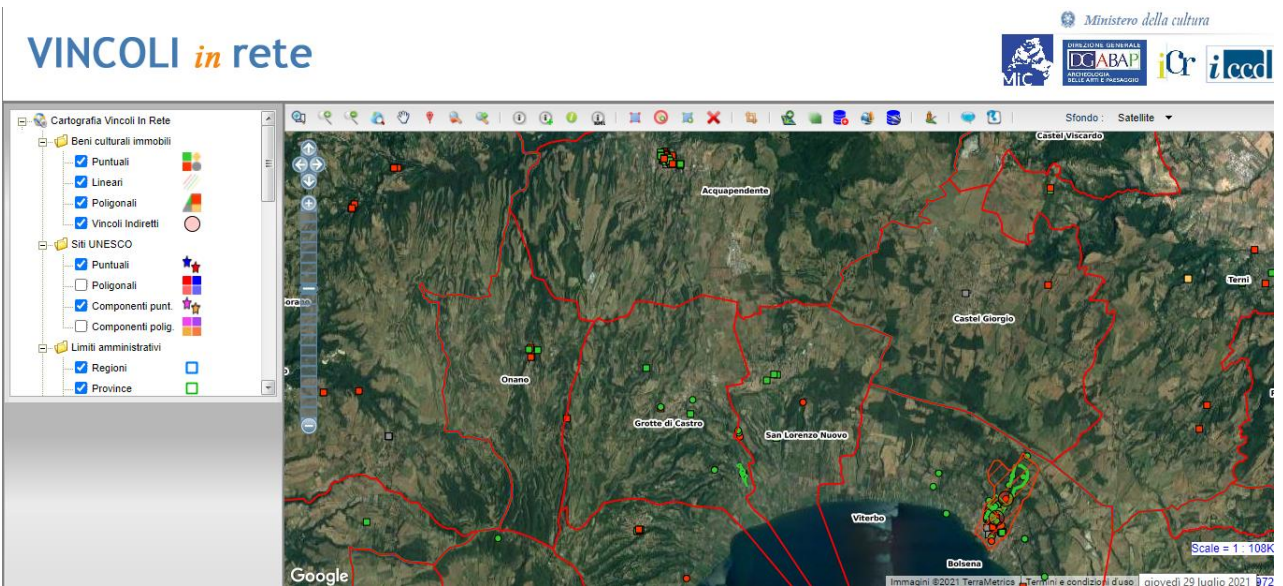 VINCOLI in rete
Ministero della cultura
MiC
DIREZIONE GENERALE
DGABAP
ARCHEOLOGIA
BELLE ARTI E PAESAGGIO
iCr
iccd
Cartografia Vincoli In Rete
Beni culturali immobili
Puntuali
Lineari
Poligonali
Vincoli Indiretti
Siti UNESCO
Puntuali
Poligonali
Componenti punt.
Componenti polig.
Limiti amministrativi
Regioni
Province
Sfondo : Satellite
Castel Viscardo
Acquapendente
Terni
Castel Giorgio
Onano
Grotte di Castro
San Lorenzo Nuovo
Viterbo
Bolsena
Scale = 1 : 108K
Google
Immagini ©2021 TerraMetrica Termini e condizioni d'uso
giovedì 29 luglio 2021